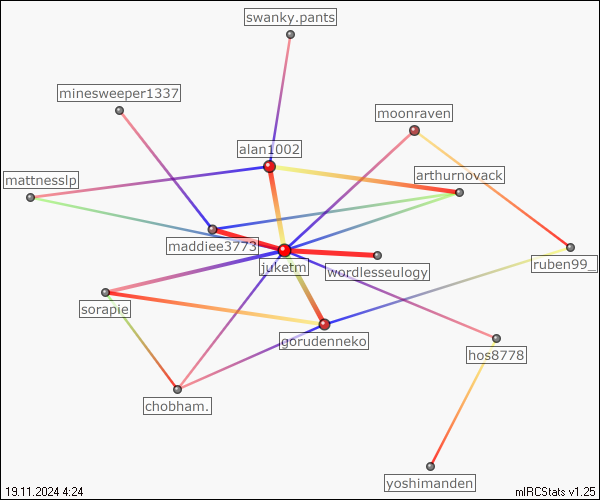 swanky.pants
minesweeper1337
moonraven
alan1002
arthurnovack
mattnesslp
maddiee3773
juketm
wordlesseulogy
ruben99_
sorapie
gorudenneko
hos8778
chobham.
yoshimanden
19.11.2024 4:24
mIRCStats v1.25